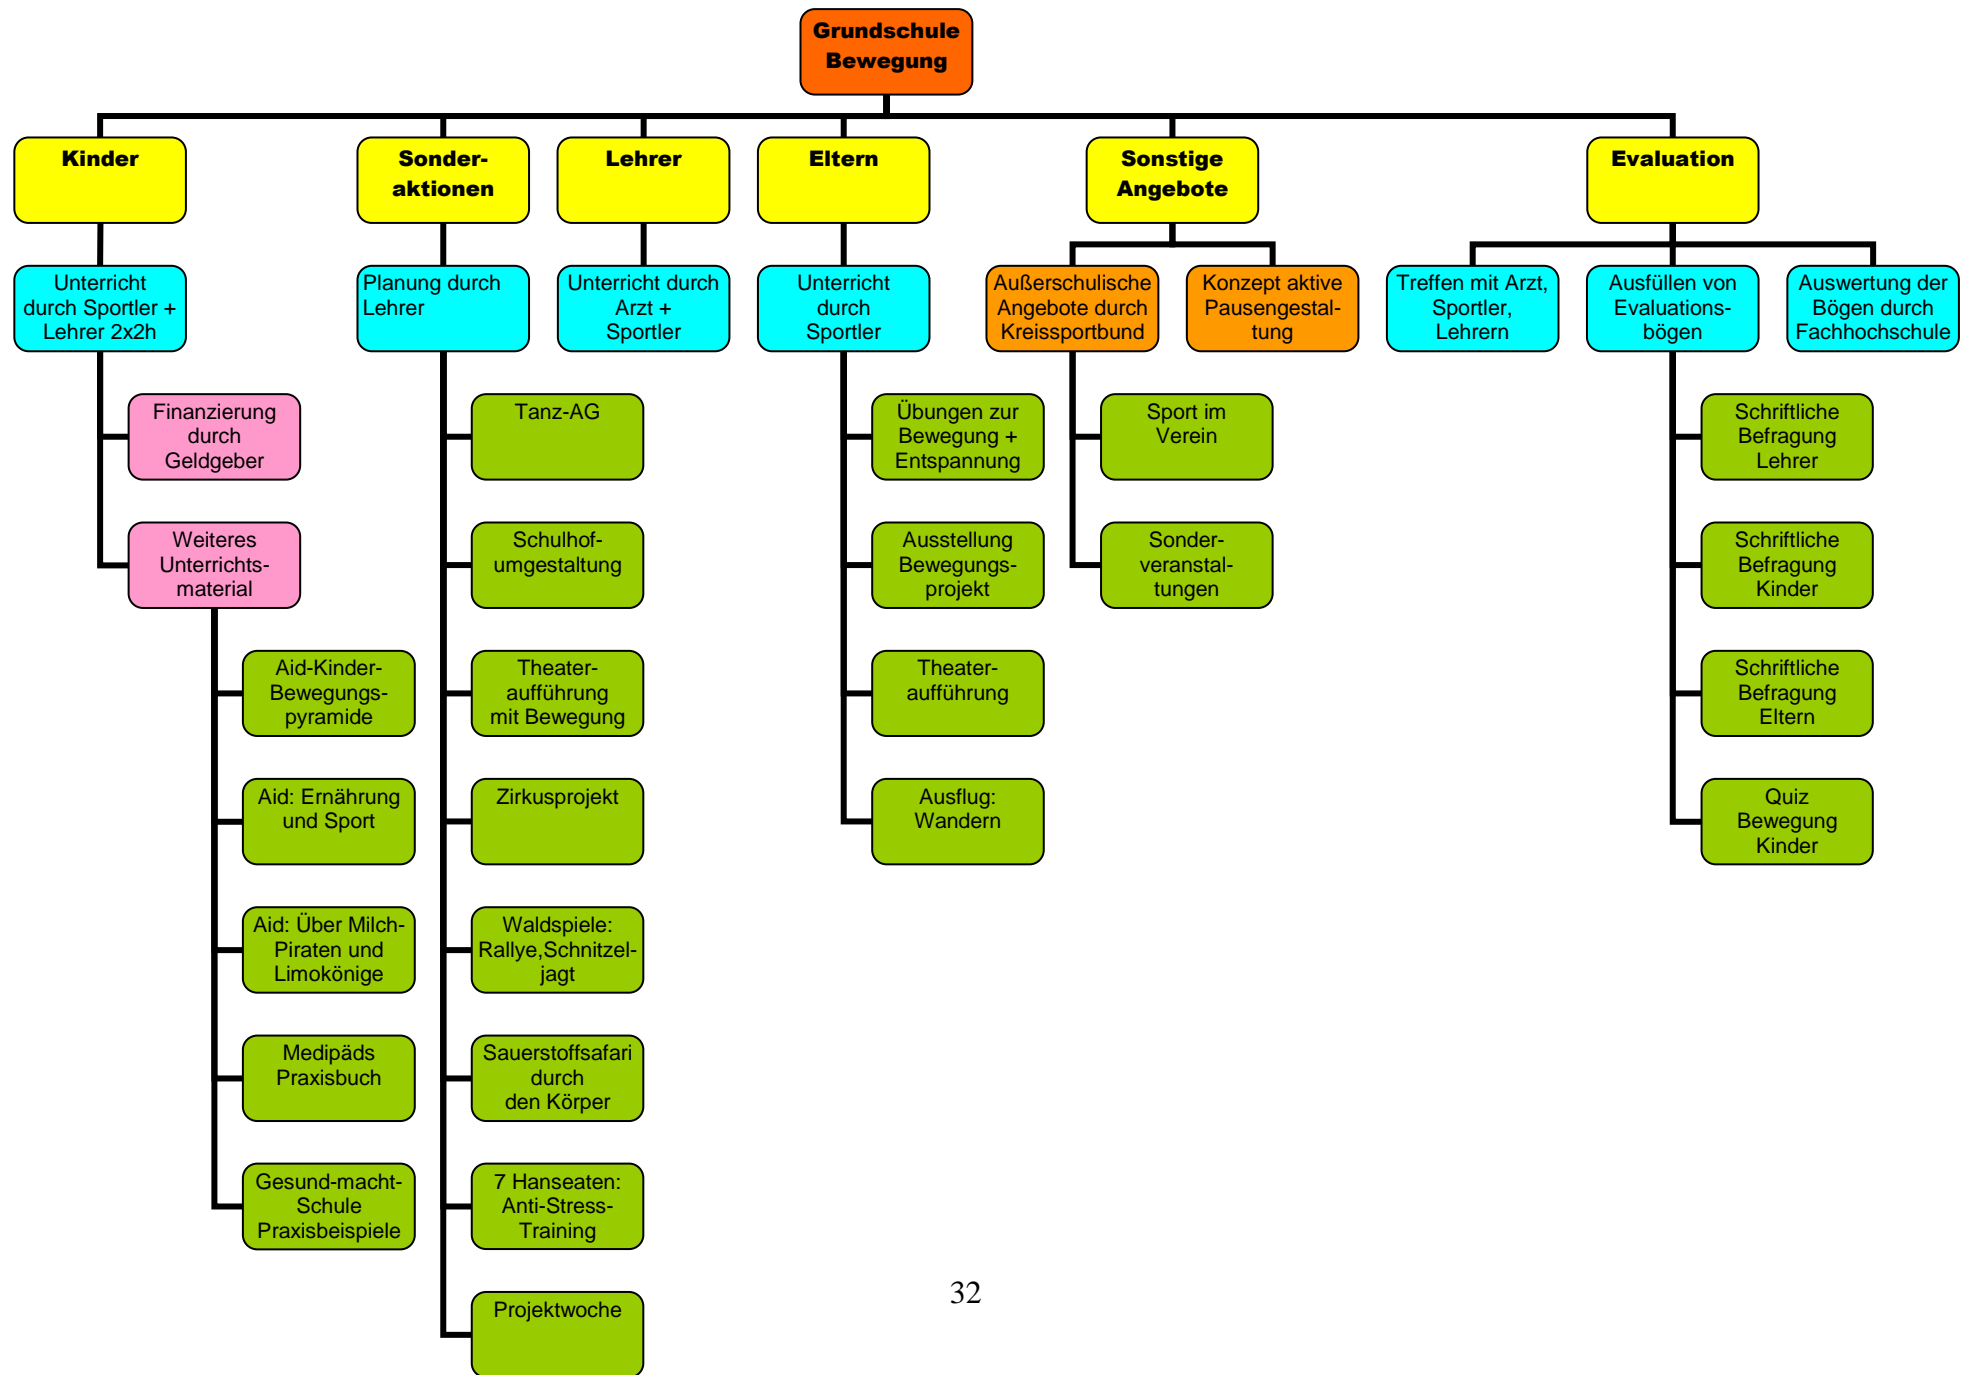 Grundschule
Bewegung
Kinder
Sonder-
aktionen
Lehrer
Eltern
Sonstige
Angebote
Evaluation
Unterricht
durch Sportler +
Lehrer 2x2h
Planung durch
Lehrer
Unterricht durch
Arzt +
Sportler
Unterricht
durch
Sportler
Außerschulische
Angebote durch
Kreissportbund
Konzept aktive
Pausengestal-
tung
Treffen mit Arzt,
Sportler,
Lehrern
Ausfüllen von
Evaluations-
bögen
Auswertung der
Bögen durch
Fachhochschule
Finanzierung
durch
Geldgeber
Weiteres
Unterrichts-
material
Aid-Kinder-
Bewegungs-
pyramide
Aid: Ernährung
und Sport
Aid: Über Milch-
Piraten und
Limokönige
Medipäds
Praxisbuch
Gesund-macht-
Schule
Praxisbeispiele
Tanz-AG
Schulhof-
umgestaltung
Theater-
aufführung
mit Bewegung
Zirkusprojekt
Waldspiele:
Rallye,Schnitzel-
jagt
Sauerstoffsafari
durch
den Körper
7 Hanseaten:
Anti-Stress-
Training
Projektwoche
Übungen zur
Bewegung +
Entspannung
Ausstellung
Bewegungs-
projekt
Theater-
aufführung
Ausflug:
Wandern
Sport im
Verein
Sonder-
veranstal-
tungen
Schriftliche
Befragung
Lehrer
Schriftliche
Befragung
Kinder
Schriftliche
Befragung
Eltern
Quiz
Bewegung
Kinder
32